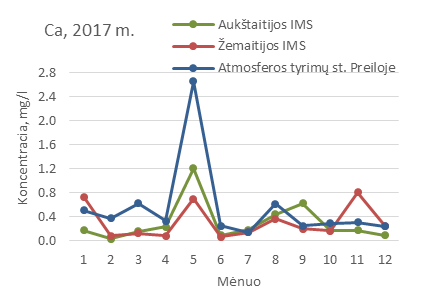 Ca, 2017 m.
Aukštaitijos IMS
Žemaitijos IMS
Atmosferos tyrimų st. Preiloje
Koncentracia, mg/l
2.8
2.4
2.0
1.6
1.2
0.8
0.4
0.0
1 2 3 4 5 6 7 8 9 10 11 12
Mėnuo